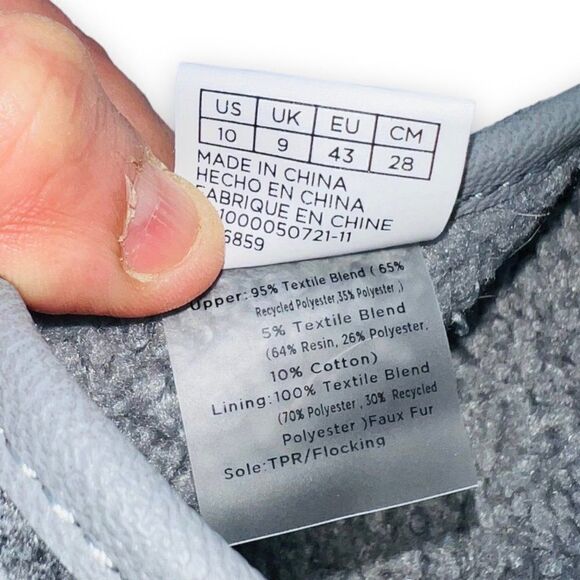 US UK EU CM
10 9 43 28
MADE IN CHINA
HECHO EN CHINA
FABRIQUE EN CHINE
1000050721-11
6859
Upper: 95% Textile Blend ( 65%
Recycled Polyester,35% Polyester ,)
5% Textile Blend
(64% Resin, 26% Polyester,
10% Cotton)
Lining:100% Textile Blend
(70% Polyester , 30% Recycled
Polyester )Faux Fur
Sole:TPR/Flocking